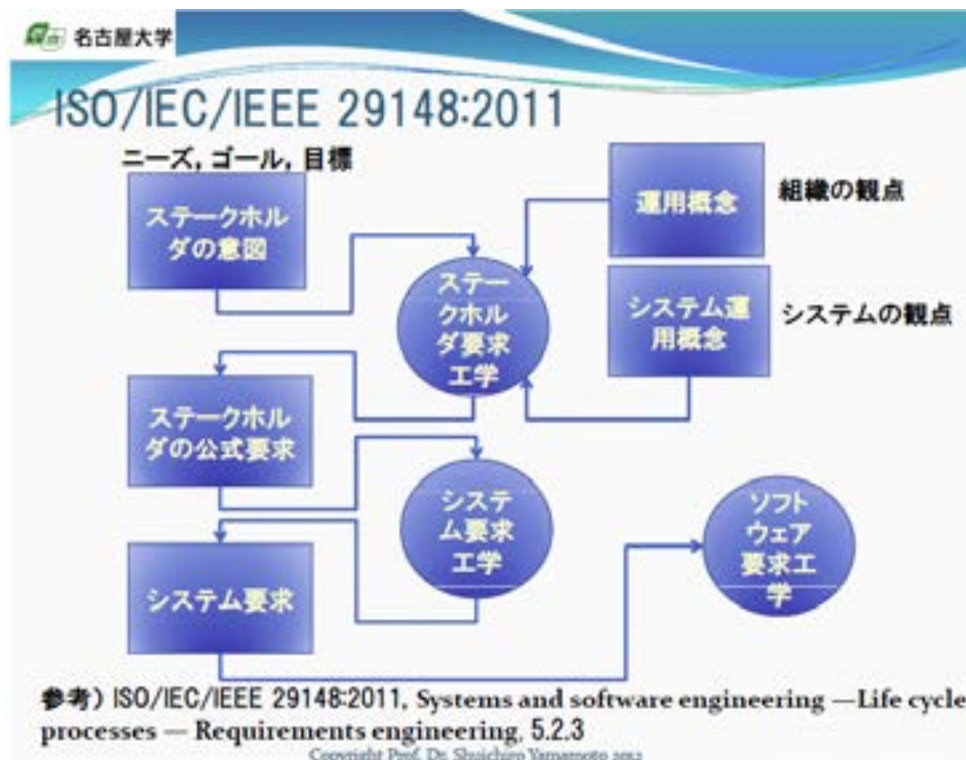 名古屋大学
ISO/IEC/IEEE 29148:2011
ニーズ, ゴール, 目標
ステークホル
ダの意図
運用概念
組織の観点
ステー
クホル
ダ要求
工学
システム運
用概念
システムの観点
ステークホル
ダの公式要求
システ
ム要求
工学
ソフト
ウェア
要求工
学
システム要求
参考) ISO/IEC/IEEE 29148:2011, Systems and software engineering —Life cycle
processes — Requirements engineering, 5.2.3
Copyright Prof. Dr. Shuichiro Yamamoto 2012